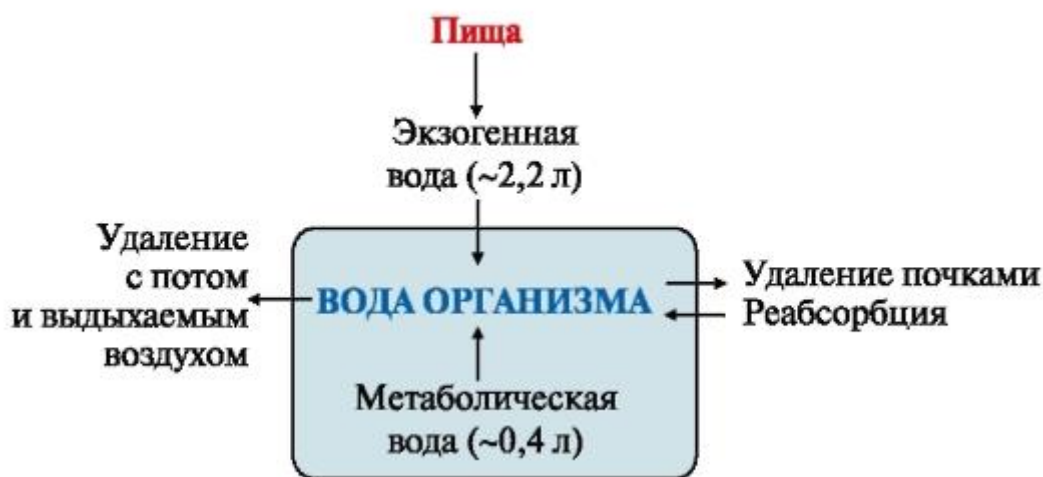 Пища
Экзогенная
вода (~2,2 л)
Удаление
с потом
и выдыхаемым
воздухом
ВОДА ОРГАНИЗМА
Удаление почками
Реабсорбция
Метаболическая
вода (~0,4 л)